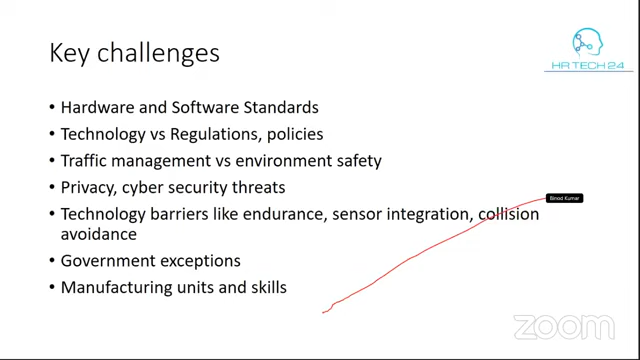 Key challenges
HR TECH 24
• Hardware and Software Standards
• Technology vs Regulations, policies
• Traffic management vs environment safety
• Privacy, cyber security threats
Binod Kumar
• Technology barriers like endurance, sensor integration, collision
avoidance
• Government exceptions
• Manufacturing units and skills
zoom